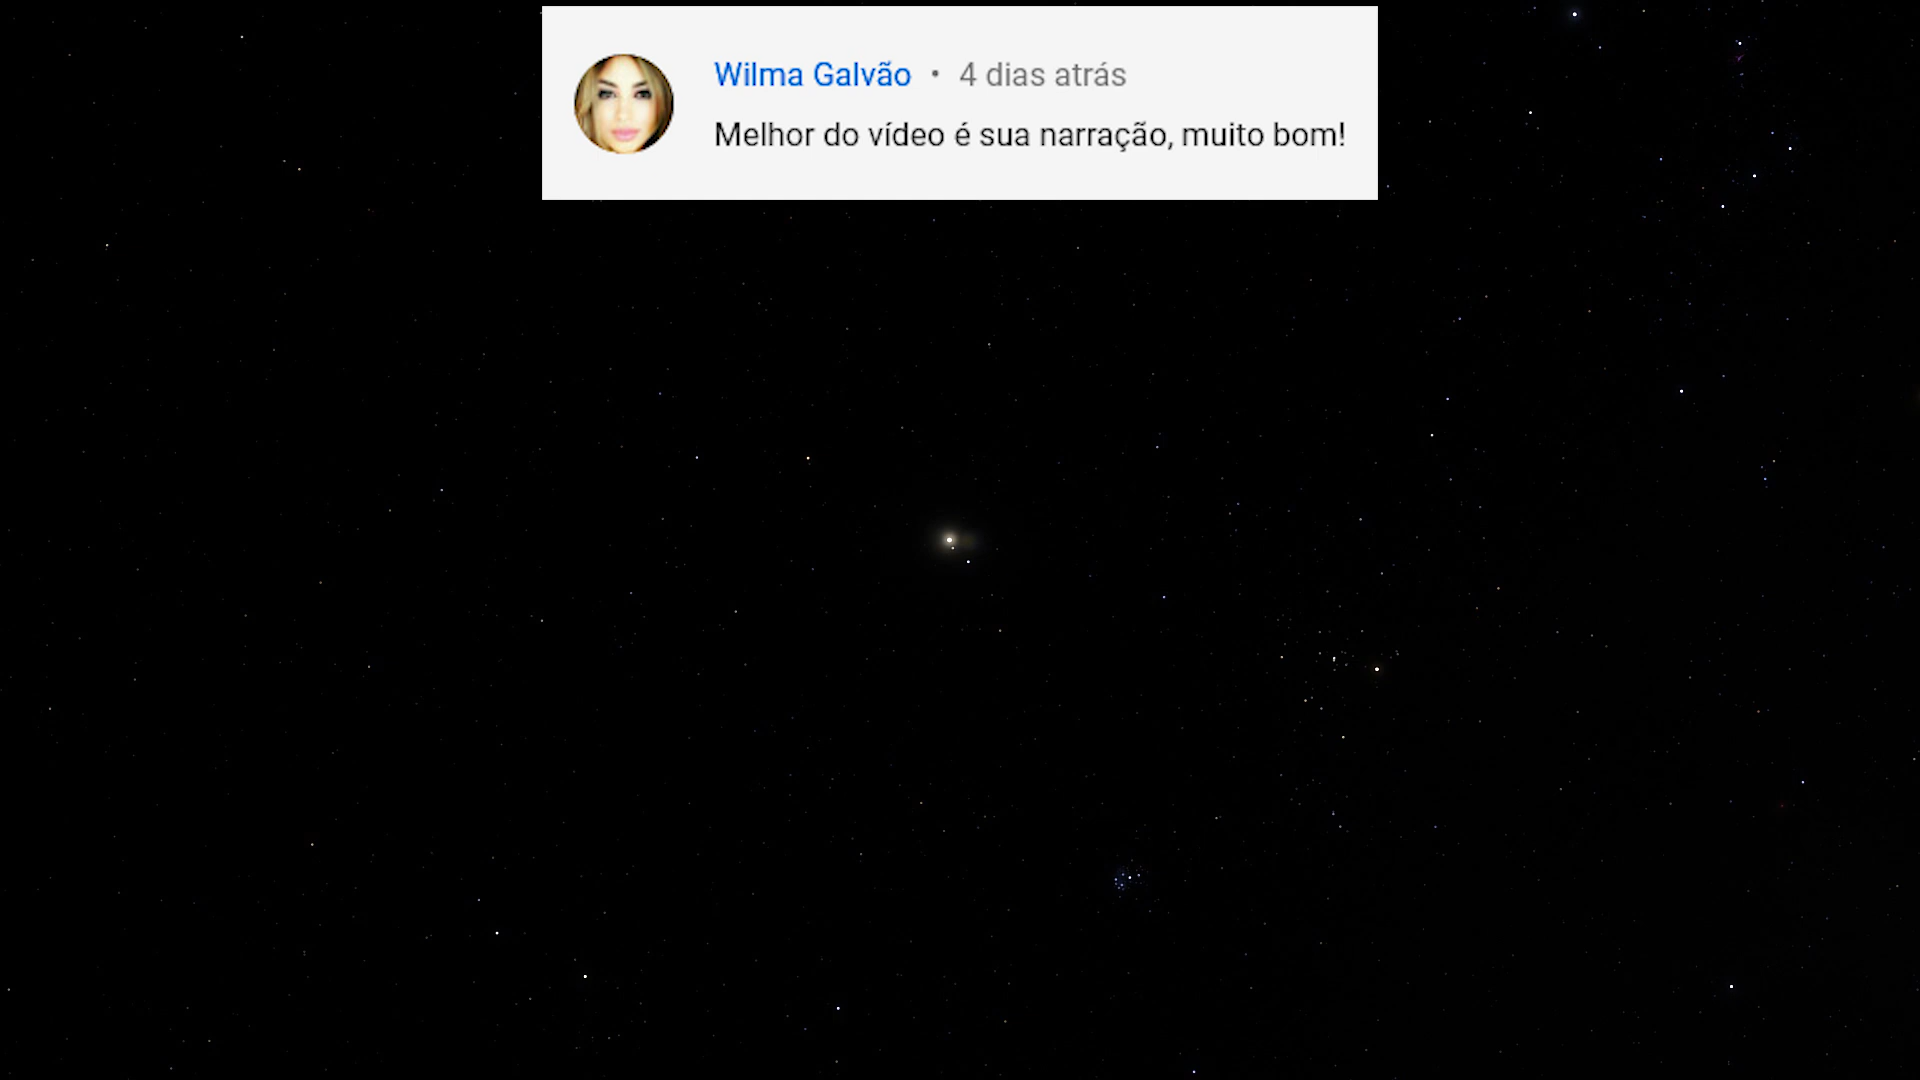 Wilma Galvão • 4 dias atrás
Melhor do vídeo é sua narração, muito bom!